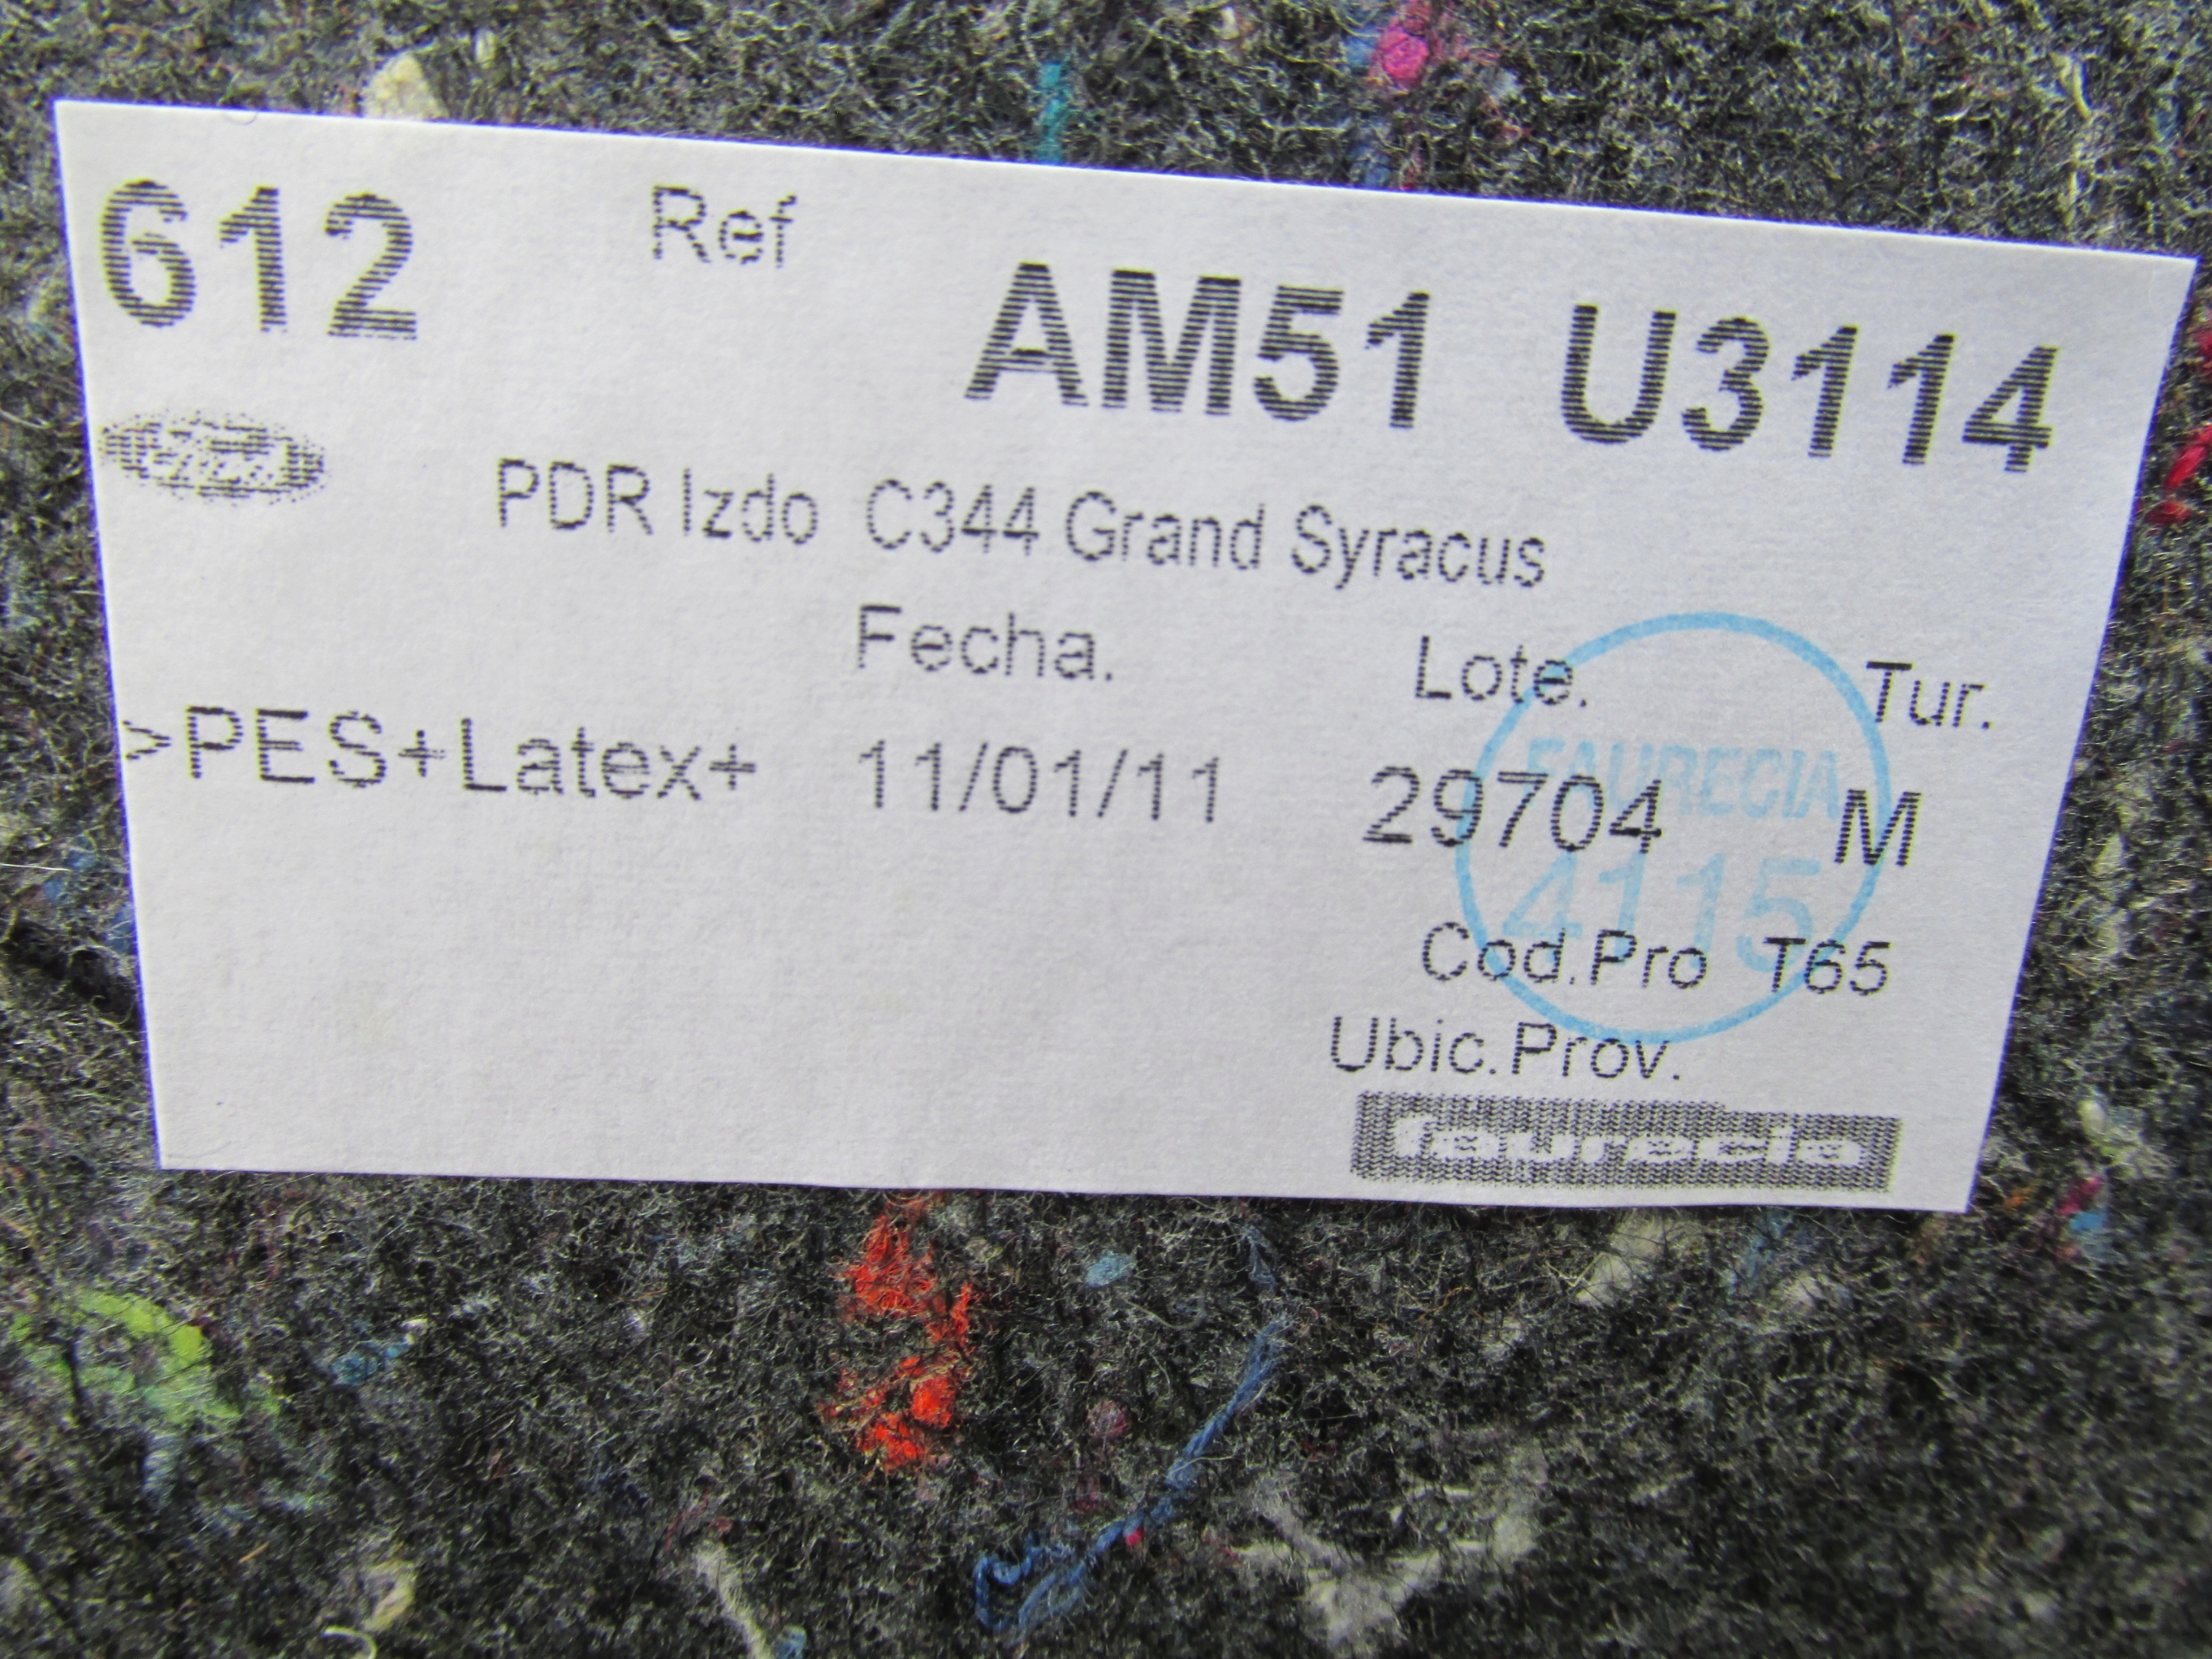 612 Ref
AM51 U3114
PDR Izdo C344 Grand Syracus
Fecha. Lote. Tur.
>PES+Latex+ 11/01/11 29704 M
FAURECIA
4115
Cod.Pro T65
Ubic.Prov.
faurecia